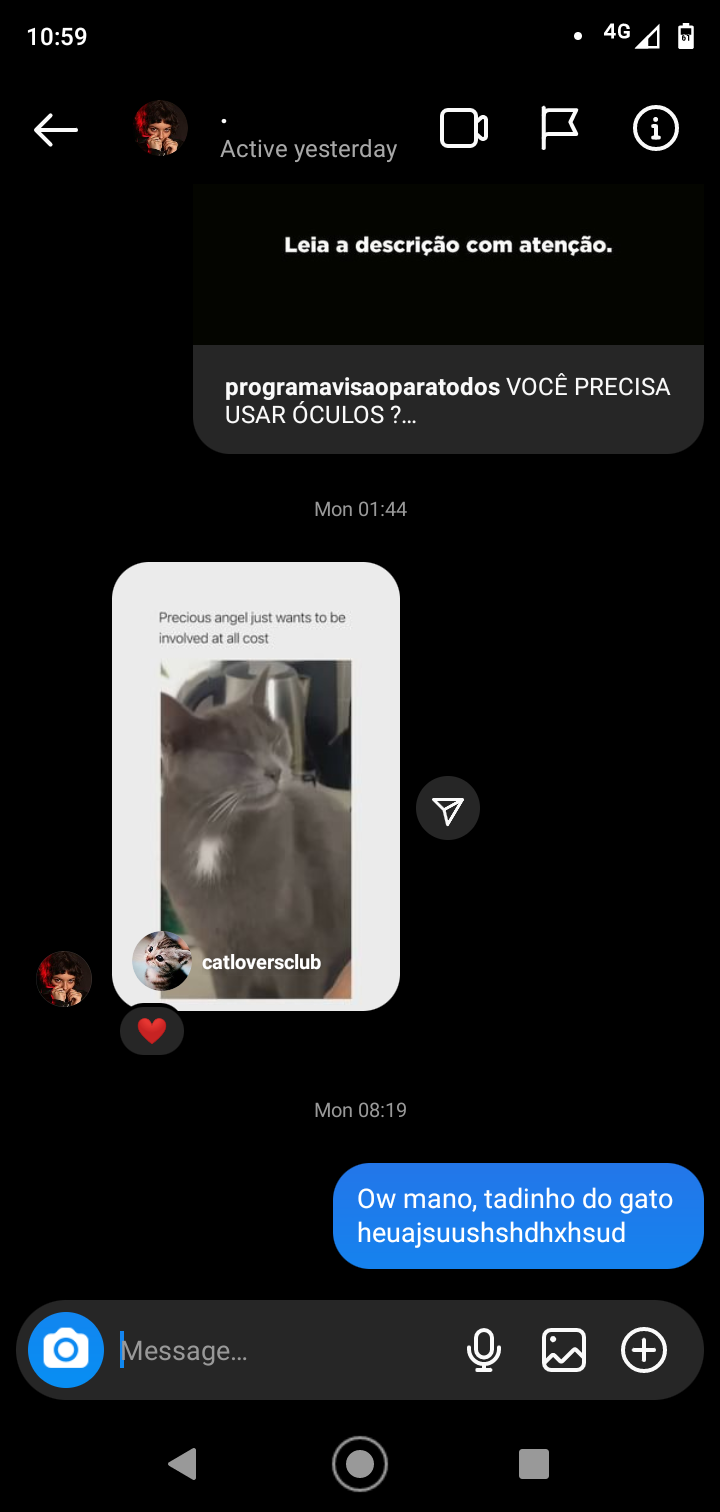 10:59
4G
.
Active yesterday
Leia a descrição com atenção.
programavisaoparatodos VOCÊ PRECISA
USAR ÓCULOS ?...
Mon 01:44
Precious angel just wants to be
involved at all cost
catloversclub
Mon 08:19
Ow mano, tadinho do gato
heuajsuushshdhxhsud
Message...